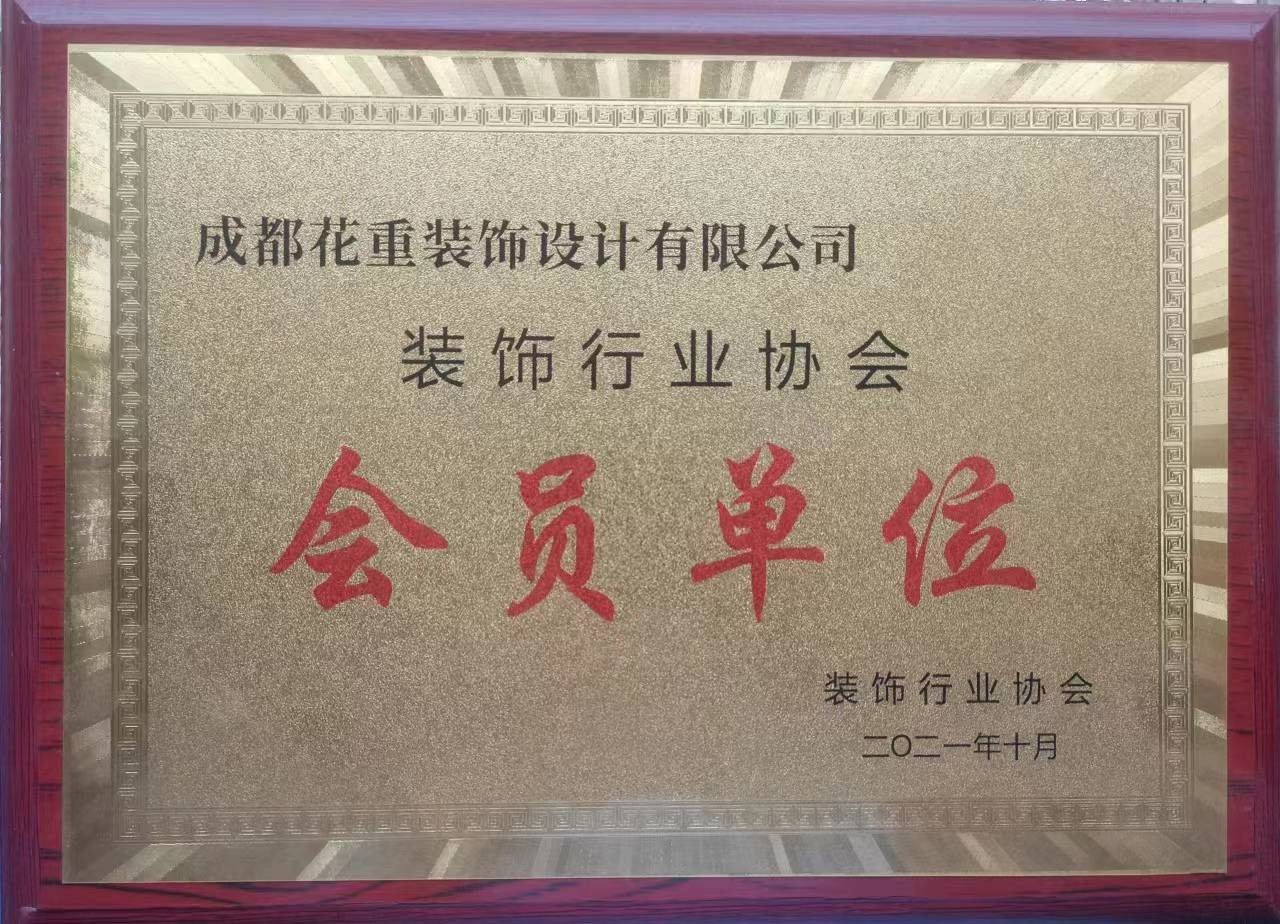 成都花重装饰设计有限公司
装饰行业协会
会员单位
装饰行业协会
二〇二一年十月